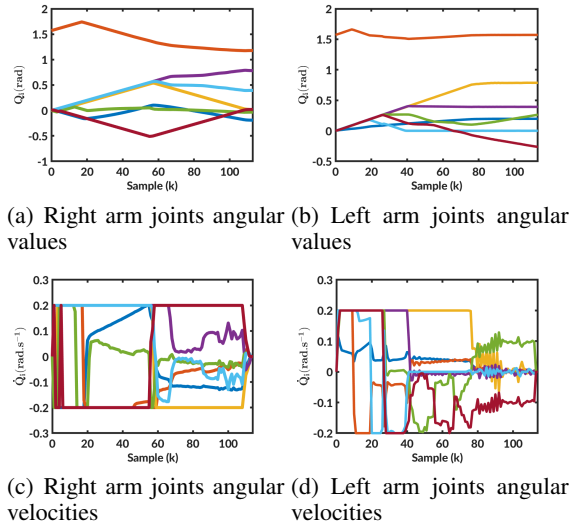 2
1.5
1
0.5
0
-0.5
-1
Q_i(rad)
0 20 40 60 80 100
Sample (k)
2
1.5
1
0.5
0
-0.5
Q_i(rad)
0 20 40 60 80 100
Sample (k)
(a) Right arm joints angular values
(b) Left arm joints angular values
0.3
0.2
0.1
0
-0.1
-0.2
-0.3
Q̇_i(rad.s⁻¹)
0 20 40 60 80 100
Sample (k)
0.3
0.2
0.1
0
-0.1
-0.2
-0.3
Q̇_i(rad.s⁻¹)
0 20 40 60 80 100
Sample (k)
(c) Right arm joints angular velocities
(d) Left arm joints angular velocities